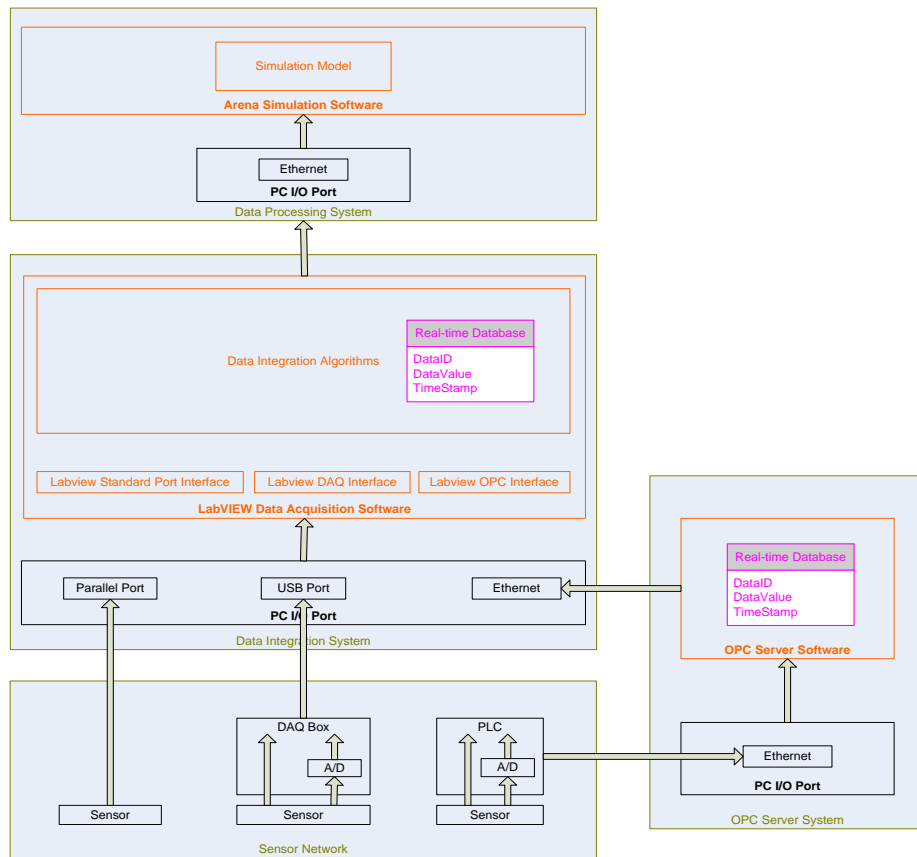 Simulation Model
Arena Simulation Software
Ethernet
PC I/O Port
Data Processing System
Real-time Database
Data Integration Algorithms
DataID
DataValue
TimeStamp
Labview Standard Port Interface
Labview DAQ Interface
Labview OPC Interface
LabVIEW Data Acquisition Software
Parallel Port
USB Port
Ethernet
PC I/O Port
Data Integration System
Real-time Database
DataID
DataValue
TimeStamp
OPC Server Software
Ethernet
PC I/O Port
OPC Server System
DAQ Box
A/D
PLC
A/D
Sensor
Sensor
Sensor
Sensor Network